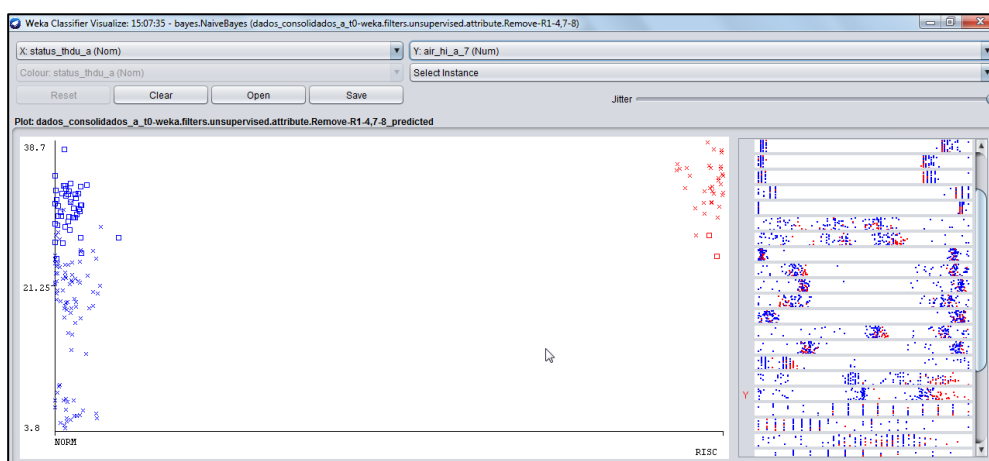 Weka Classifier Visualize: 15:07:35 - bayes.NaiveBayes (dados_consolidados_a_t0-weka.filters.unsupervised.attribute.Remove-R1-4,7-8)
X: status_thdu_a (Nom) Y: air_hi_a_7 (Num)
Colour: status_thdu_a (Nom) Select Instance
Reset Clear Open Save Jitter
Plot: dados_consolidados_a_t0-weka.filters.unsupervised.attribute.Remove-R1-4,7-8_predicted
38.7
21.25
Y
3.8
NORM RISC